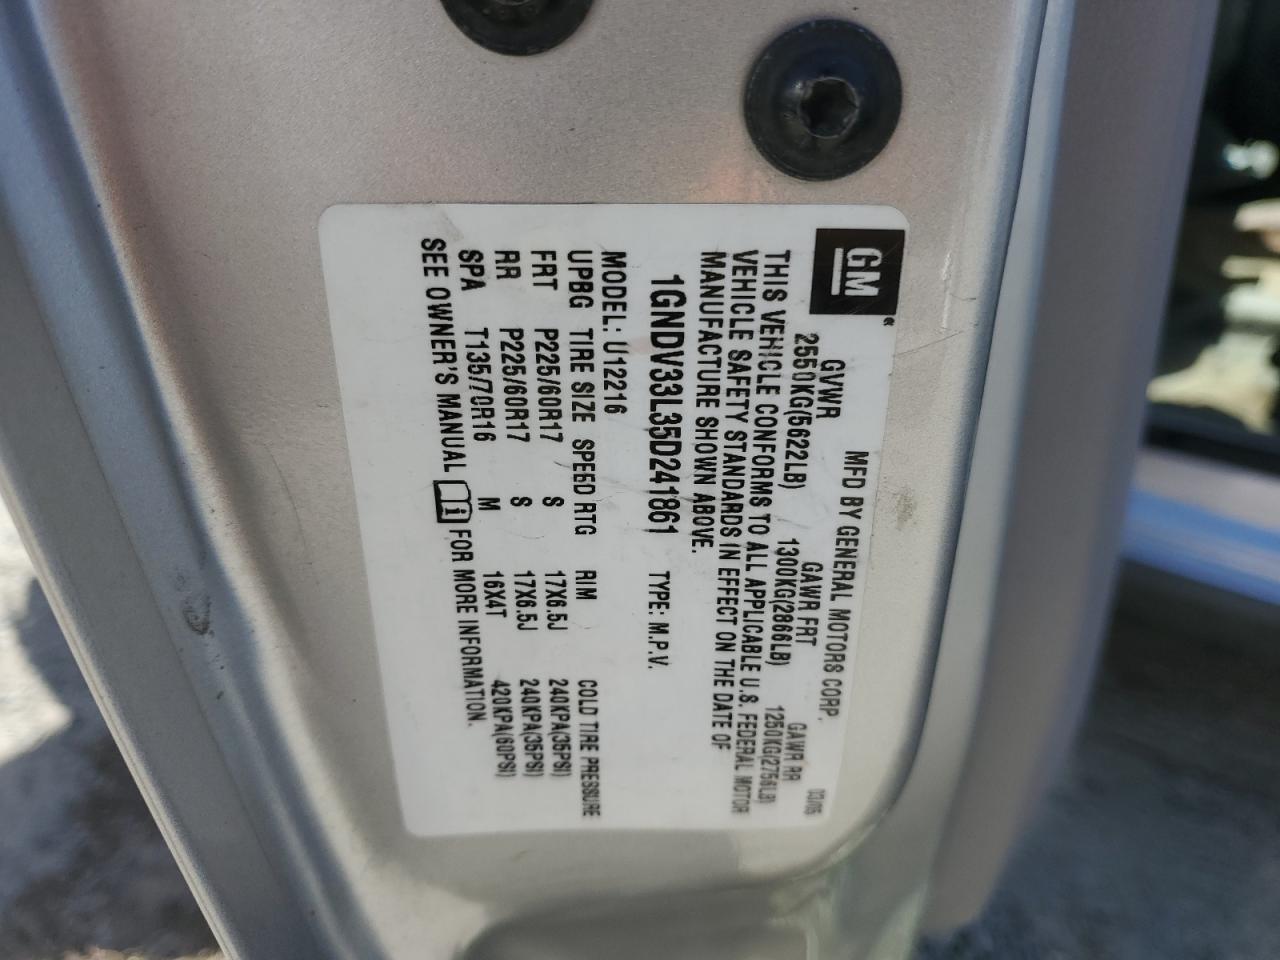 GM
MFD BY GENERAL MOTORS CORP. 03/05
GVWR GAWR FRT GAWR RR
2550KG(5622LB) 1300KG(2866LB) 1250KG(2756LB)
THIS VEHICLE CONFORMS TO ALL APPLICABLE U.S. FEDERAL MOTOR
VEHICLE SAFETY STANDARDS IN EFFECT ON THE DATE OF
MANUFACTURE SHOWN ABOVE.
1GNDV33L35D241861 TYPE: M.P.V.
MODEL: U12216
UPBG TIRE SIZE SPEED RTG RIM COLD TIRE PRESSURE
FRT P225/60R17 S 17X6.5J 240KPA(35PSI)
RR P225/60R17 S 17X6.5J 240KPA(35PSI)
SPA T135/70R16 M 16X4T 420KPA(60PSI)
SEE OWNER'S MANUAL i FOR MORE INFORMATION.